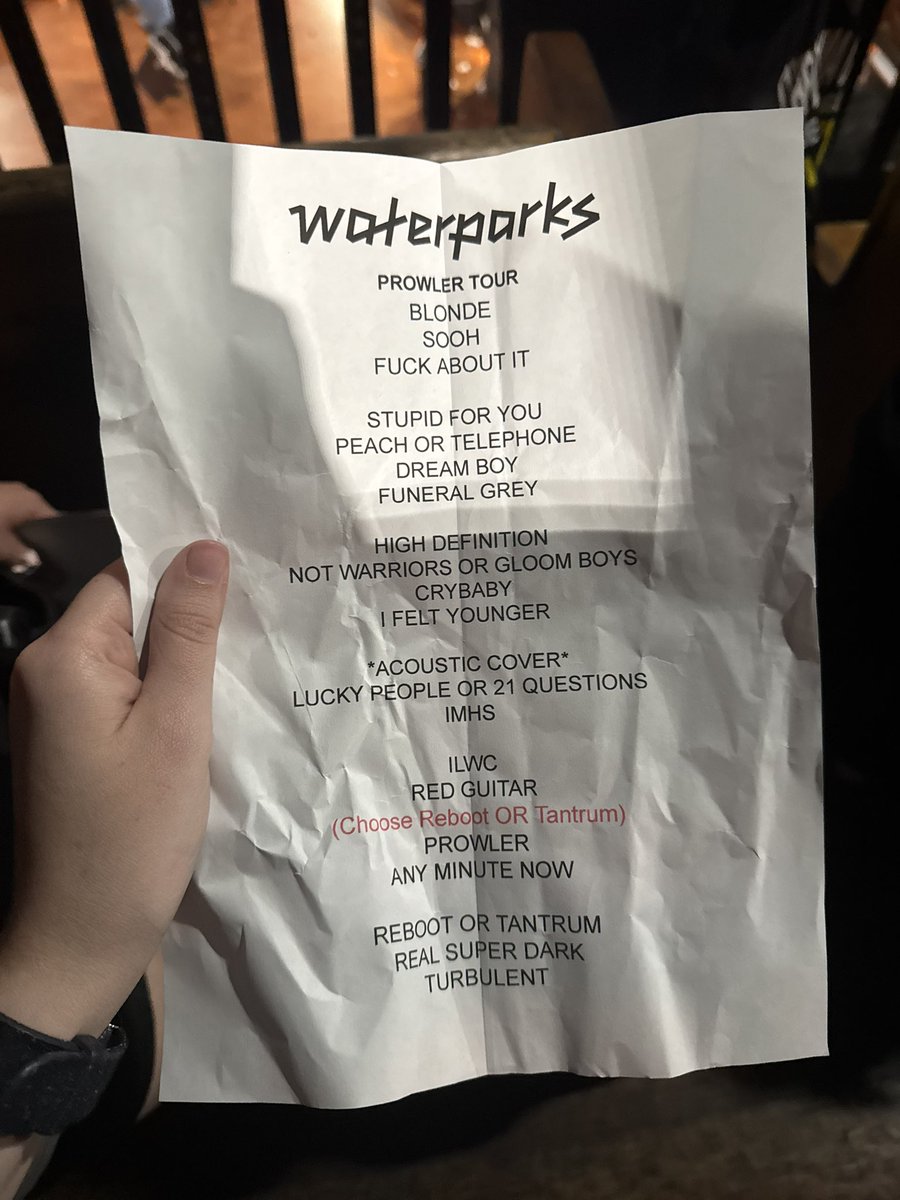 waterparks
PROWLER TOUR
BLONDE
SOOH
FUCK ABOUT IT
STUPID FOR YOU
PEACH OR TELEPHONE
DREAM BOY
FUNERAL GREY
HIGH DEFINITION
NOT WARRIORS OR GLOOM BOYS
CRYBABY
I FELT YOUNGER
*ACOUSTIC COVER*
LUCKY PEOPLE OR 21 QUESTIONS
IMHS
ILWC
RED GUITAR
(Choose Reboot OR Tantrum)
PROWLER
ANY MINUTE NOW
REBOOT OR TANTRUM
REAL SUPER DARK
TURBULENT